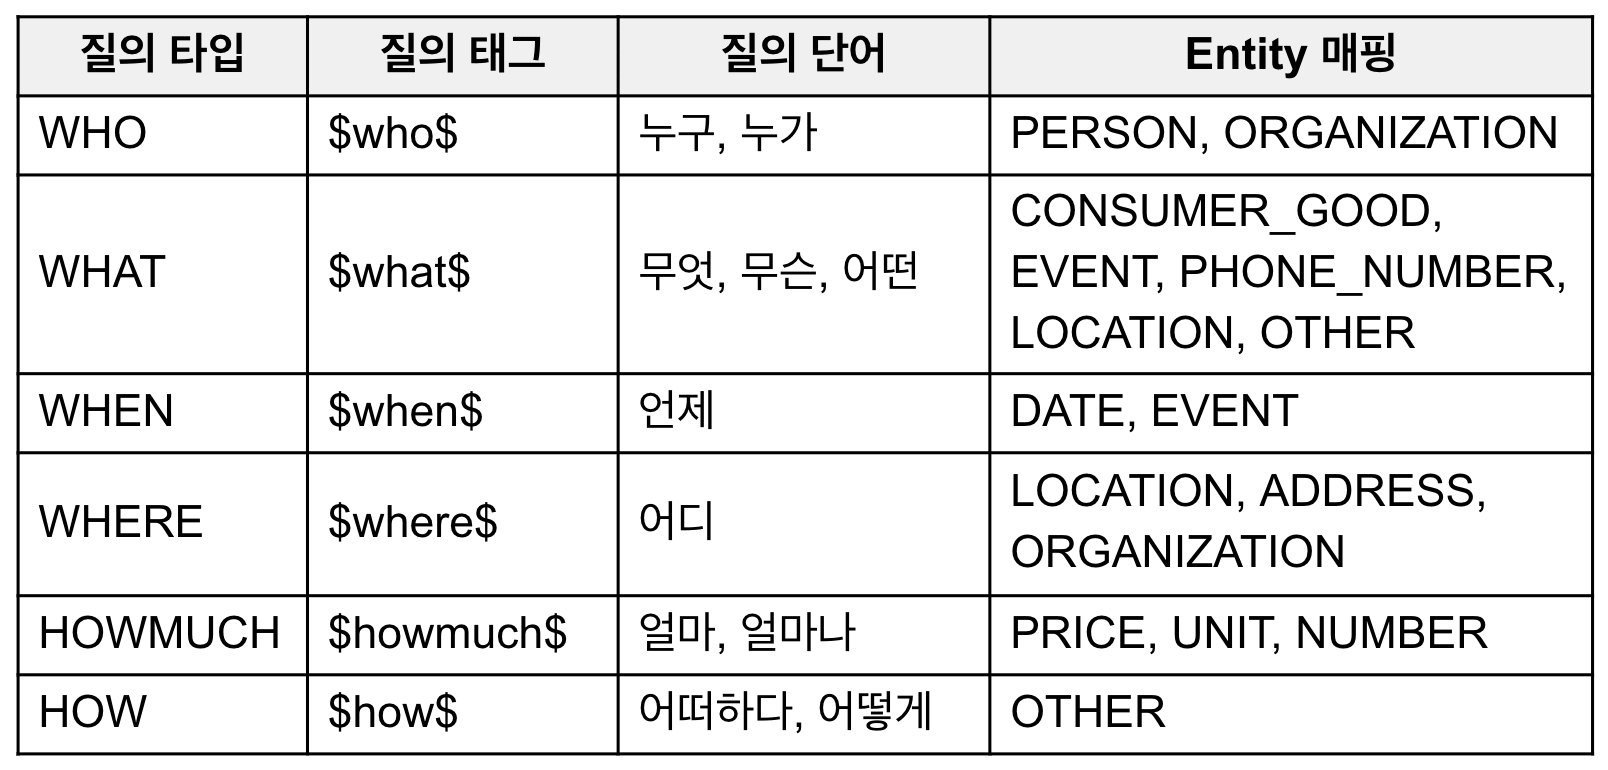 질의 타입 질의 태그 질의 단어 Entity 매핑
WHO $who$ 누구, 누가 PERSON, ORGANIZATION
WHAT $what$ 무엇, 무슨, 어떤 CONSUMER_GOOD,
EVENT, PHONE_NUMBER,
LOCATION, OTHER
WHEN $when$ 언제 DATE, EVENT
WHERE $where$ 어디 LOCATION, ADDRESS,
ORGANIZATION
HOWMUCH $howmuch$ 얼마, 얼마나 PRICE, UNIT, NUMBER
HOW $how$ 어떠하다, 어떻게 OTHER